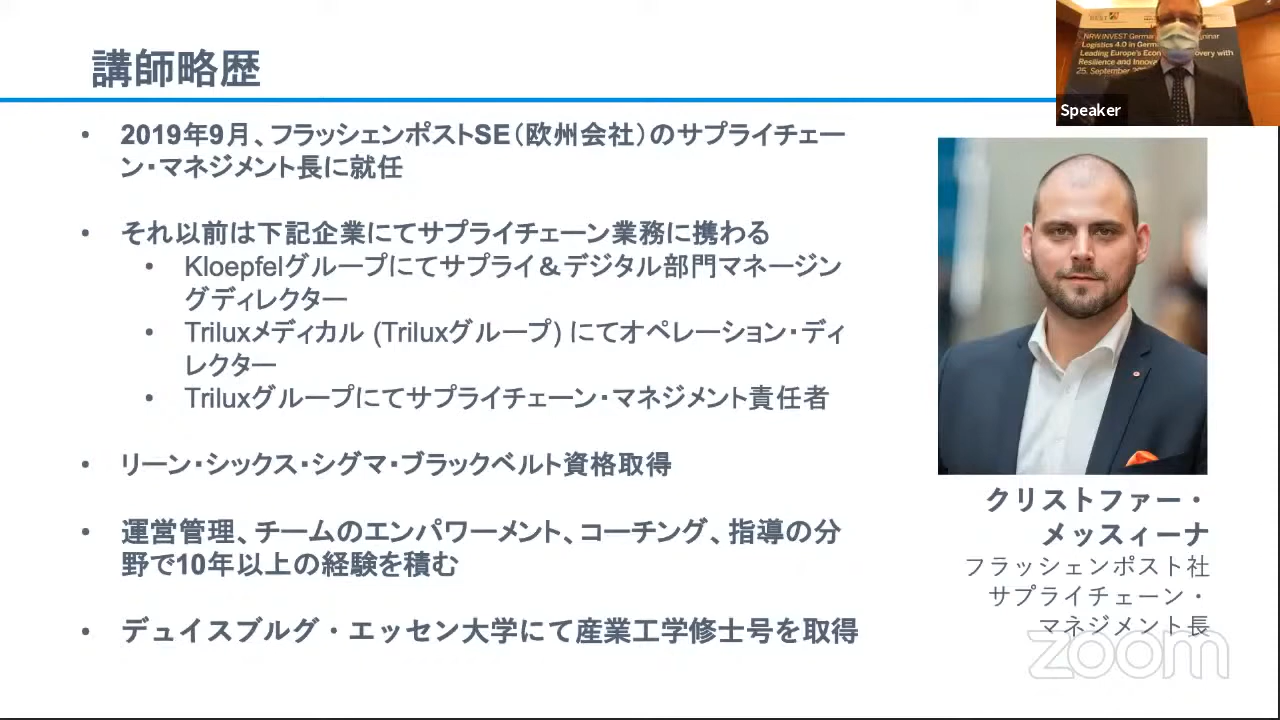 講師略歴
• 2019年9月、フラッシェンポストSE（欧州会社）のサプライチェー
ン・マネジメント長に就任
• それ以前は下記企業にてサプライチェーン業務に携わる
• Kloepfelグループにてサプライ＆デジタル部門マネージン
グディレクター
• Triluxメディカル (Triluxグループ) にてオペレーション・ディ
レクター
• Triluxグループにてサプライチェーン・マネジメント責任者
• リーン・シックス・シグマ・ブラックベルト資格取得
• 運営管理、チームのエンパワーメント、コーチング、指導の分
野で10年以上の経験を積む
• デュイスブルグ・エッセン大学にて産業工学修士号を取得
NRW.INVEST
Logistics 4.0 in
Leading Europe's
with
Resilience and
25. September
Speaker
クリストファー・
メッスィーナ
フラッシェンポスト社
サプライチェーン・
マネジメント長
zoom